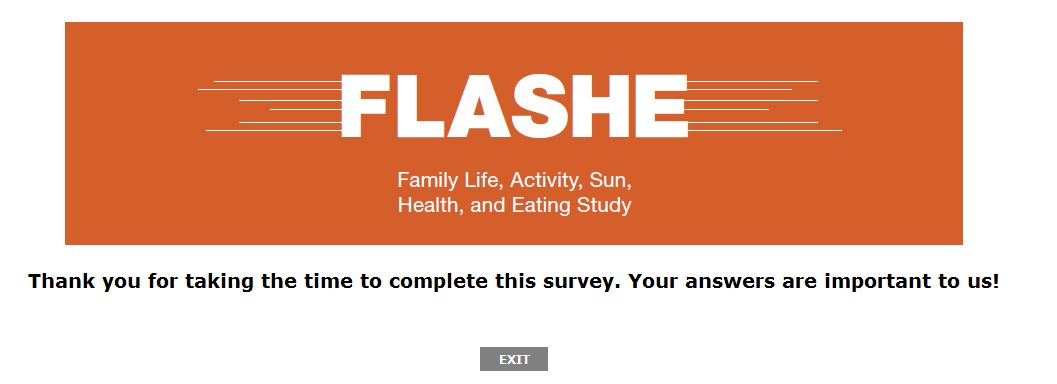 FLASHE
Family Life, Activity, Sun,
Health, and Eating Study
Thank you for taking the time to complete this survey. Your answers are important to us!
EXIT